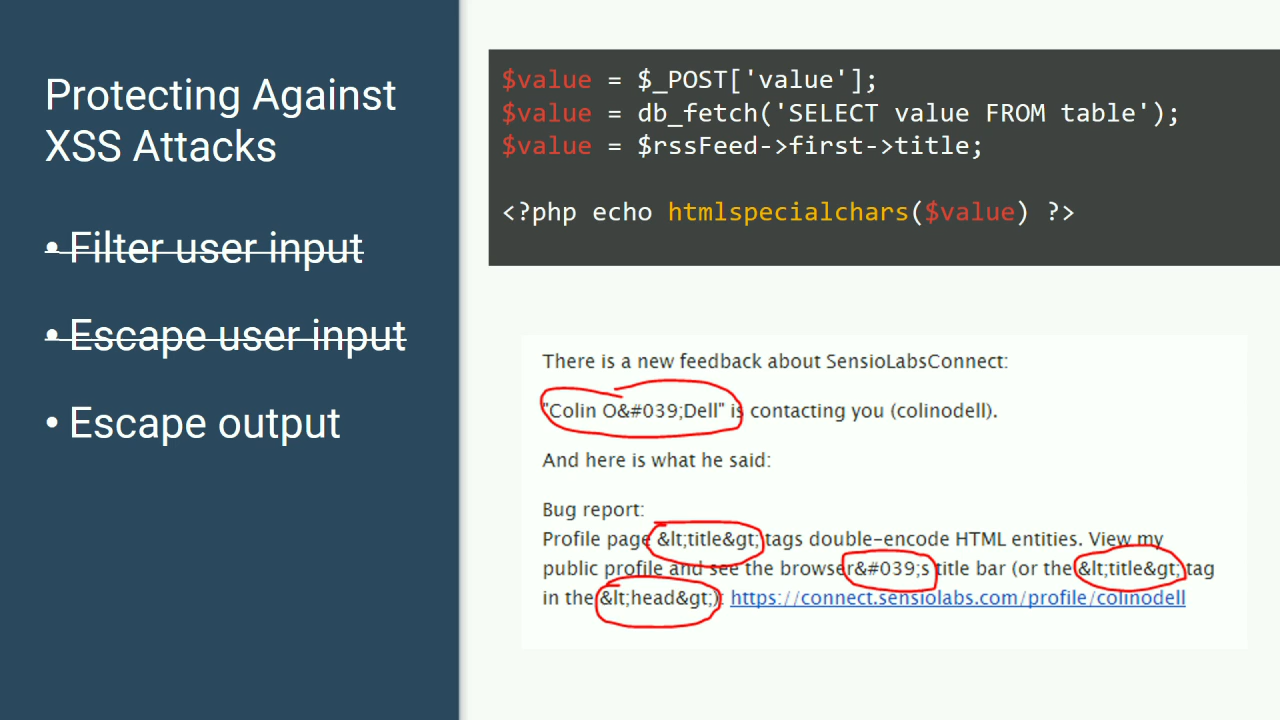 Protecting Against
XSS Attacks
• Filter user input
• Escape user input
• Escape output
$value = $_POST['value'];
$value = db_fetch('SELECT value FROM table');
$value = $rssFeed->first->title;
<?php echo htmlspecialchars($value) ?>
There is a new feedback about SensioLabsConnect:
"Colin O&#039;Dell" is contacting you (colinodell).
And here is what he said:
Bug report:
Profile page &lt;title&gt; tags double-encode HTML entities. View my
public profile and see the browser&#039;s title bar (or the &lt;title&gt; tag
in the &lt;head&gt;): https://connect.sensiolabs.com/profile/colinodell